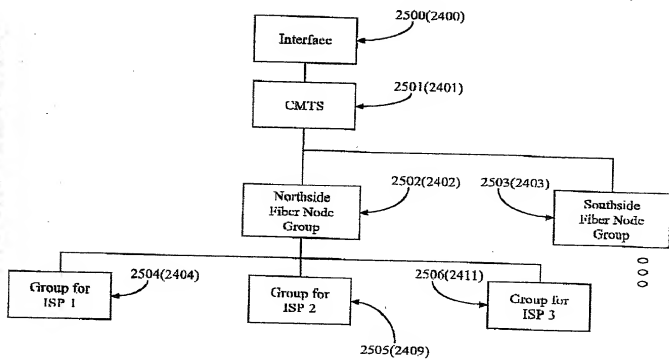 2500(2400)
Interface
2501(2401)
CMTS
2502(2402)
2503(2403)
Northside
Fiber Node
Group
Southside
Fiber Node
Group
2504(2404)
2506(2411)
Group for
ISP 1
Group for
ISP 2
Group for
ISP 3
2505(2409)